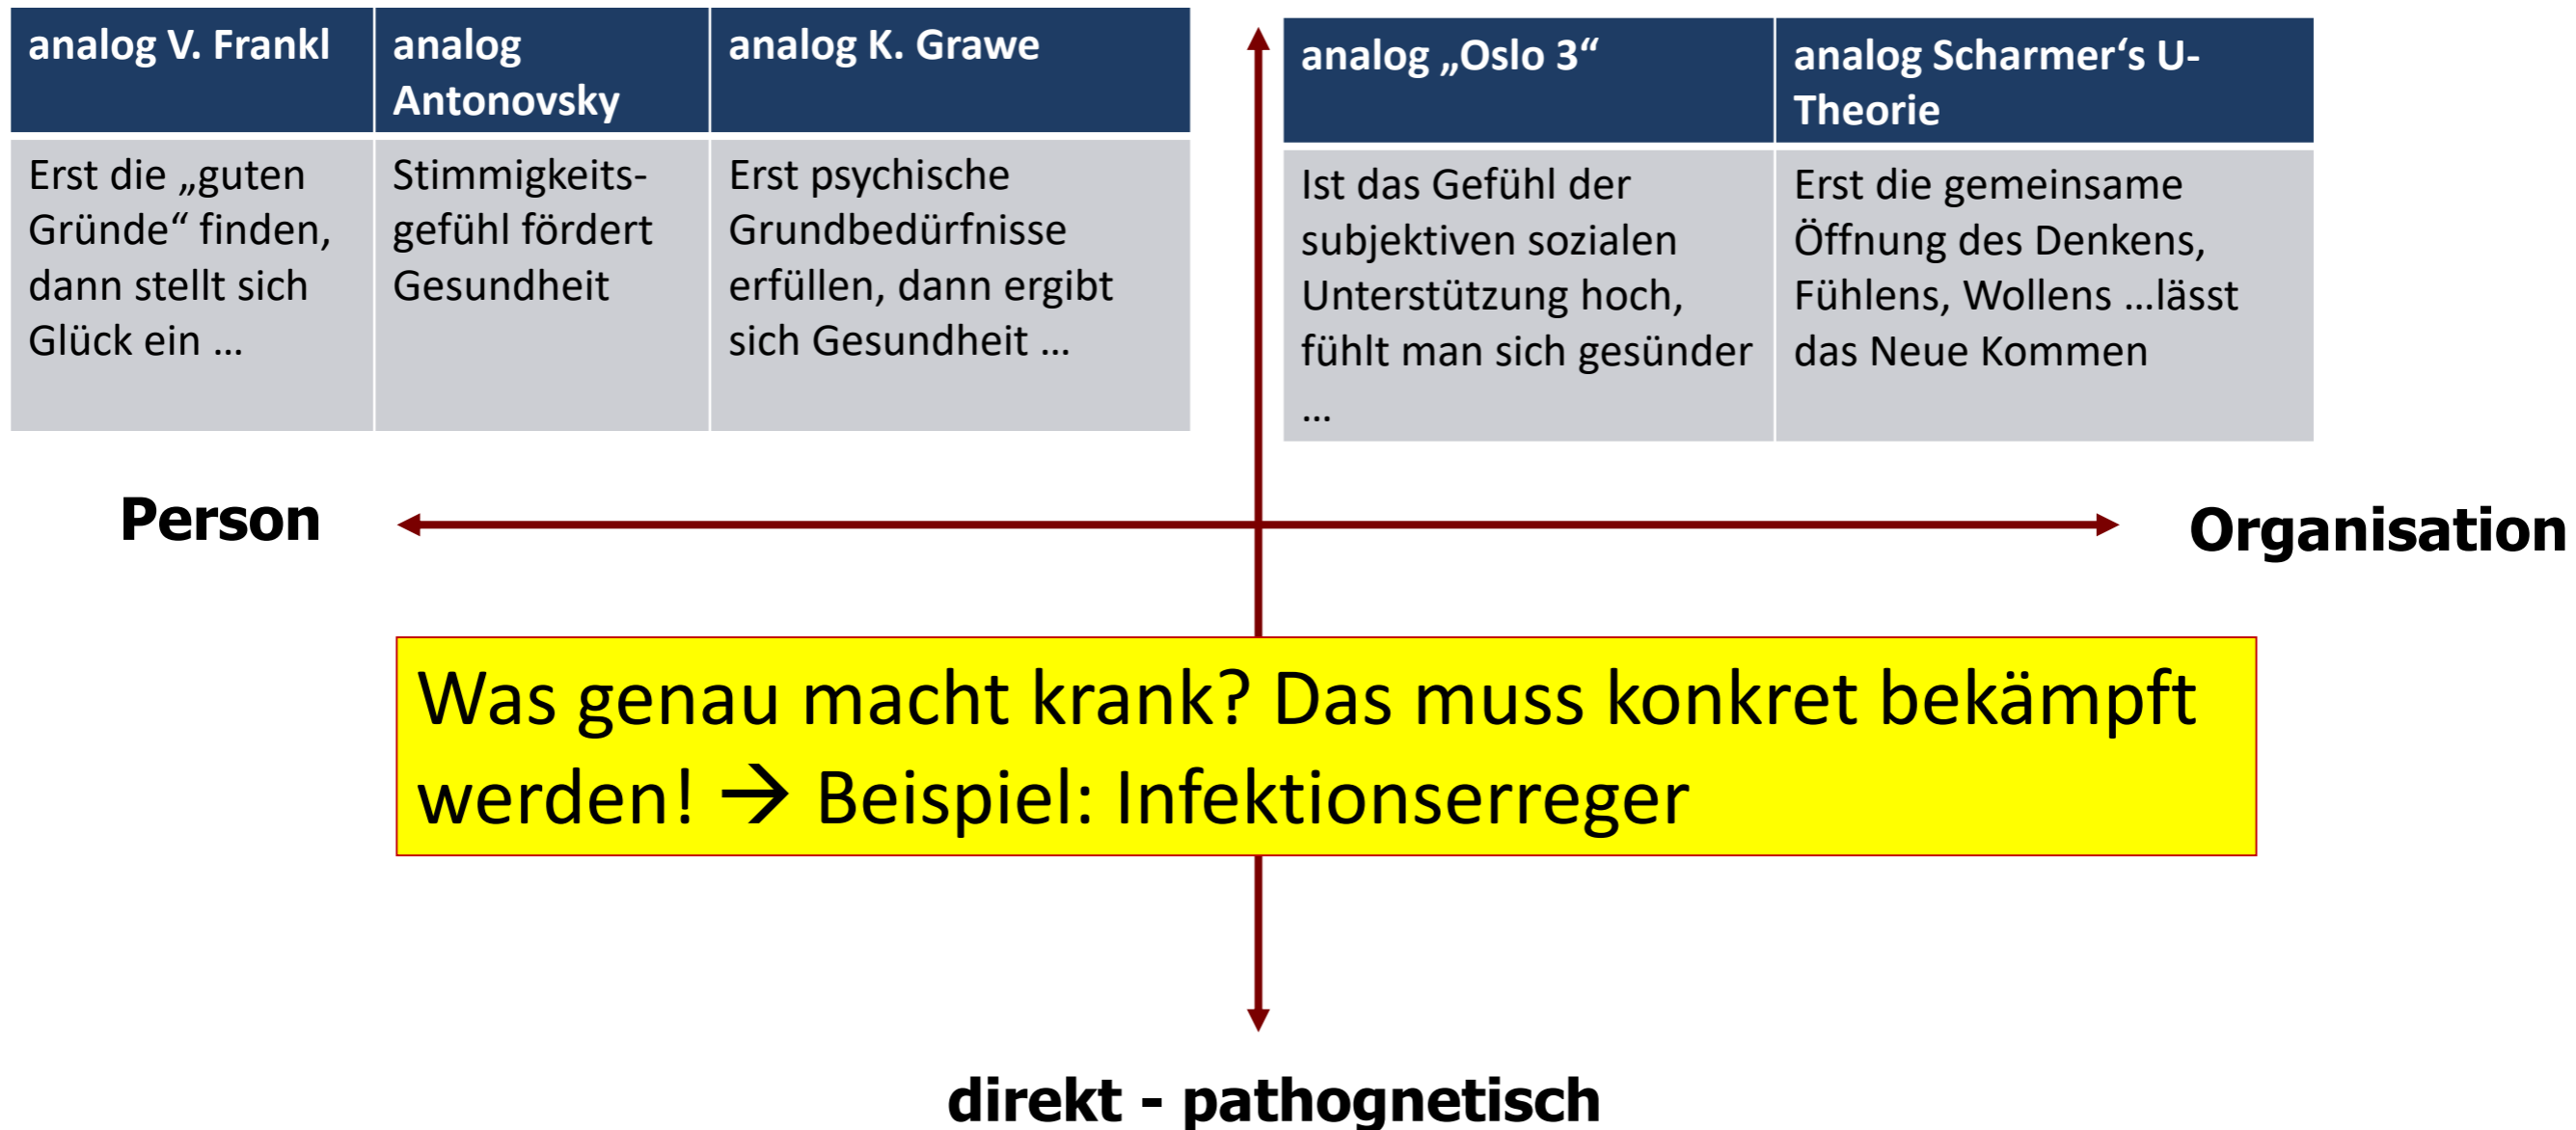 analog V. Frankl
analog
Antonovsky
analog K. Grawe
Erst die „guten
Gründe“ finden,
dann stellt sich
Glück ein …
Stimmigkeits-
gefühl fördert
Gesundheit
Erst psychische
Grundbedürfnisse
erfüllen, dann ergibt
sich Gesundheit …
analog „Oslo 3“
analog Scharmer‘s U-
Theorie
Ist das Gefühl der
subjektiven sozialen
Unterstützung hoch,
fühlt man sich gesünder
…
Erst die gemeinsame
Öffnung des Denkens,
Fühlens, Wollens …lässt
das Neue Kommen
Person
Organisation
Was genau macht krank? Das muss konkret bekämpft
werden! → Beispiel: Infektionserreger
direkt - pathognetisch